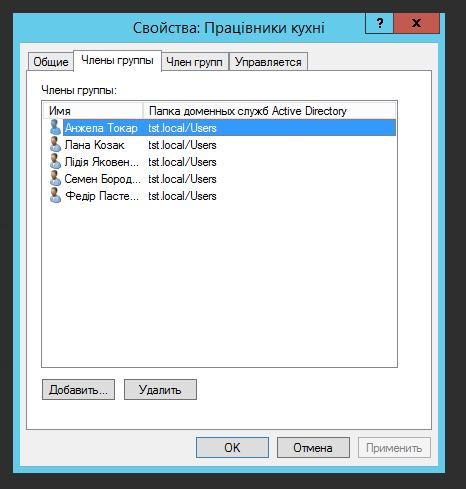 Свойства: Працівники кухні
? x
Общие Члены группы Член групп Управляется
Члены группы:
Имя Папка доменных служб Active Directory
Анжела Токар tst.local/Users
Лана Козак tst.local/Users
Лідія Яковен... tst.local/Users
Семен Бород... tst.local/Users
Федір Пасте... tst.local/Users
Добавить... Удалить
ОК Отмена Применить